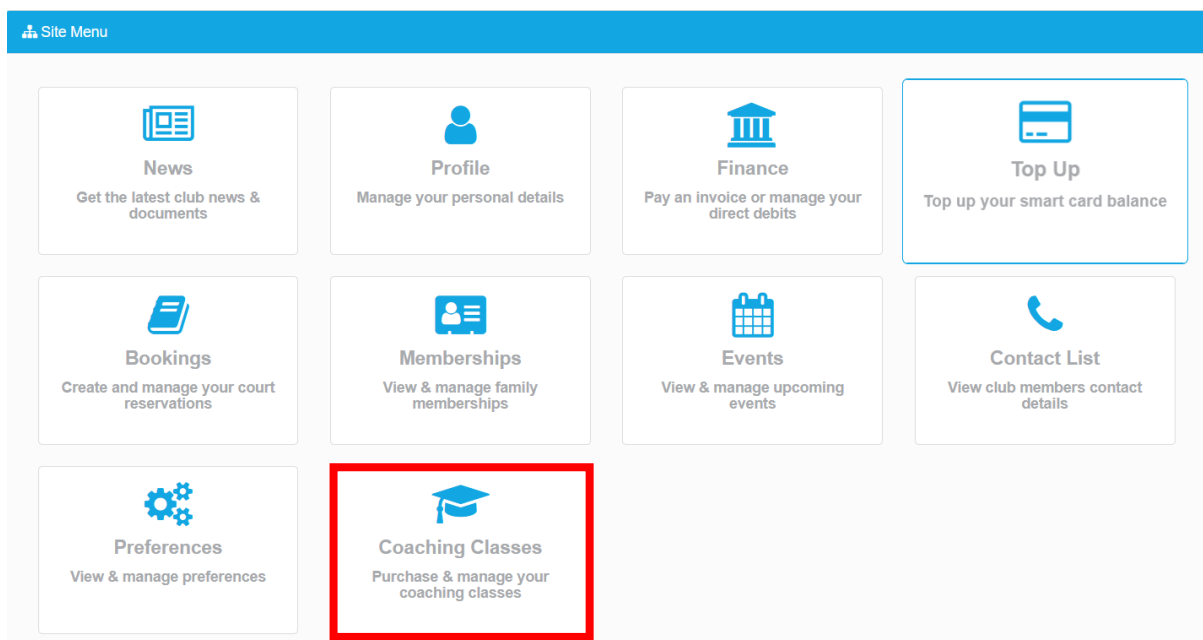 Site Menu
News
Get the latest club news &
documents
Profile
Manage your personal details
Finance
Pay an invoice or manage your
direct debits
Top Up
Top up your smart card balance
Bookings
Create and manage your court
reservations
Memberships
View & manage family
memberships
Events
View & manage upcoming
events
Contact List
View club members contact
details
Preferences
View & manage preferences
Coaching Classes
Purchase & manage your
coaching classes